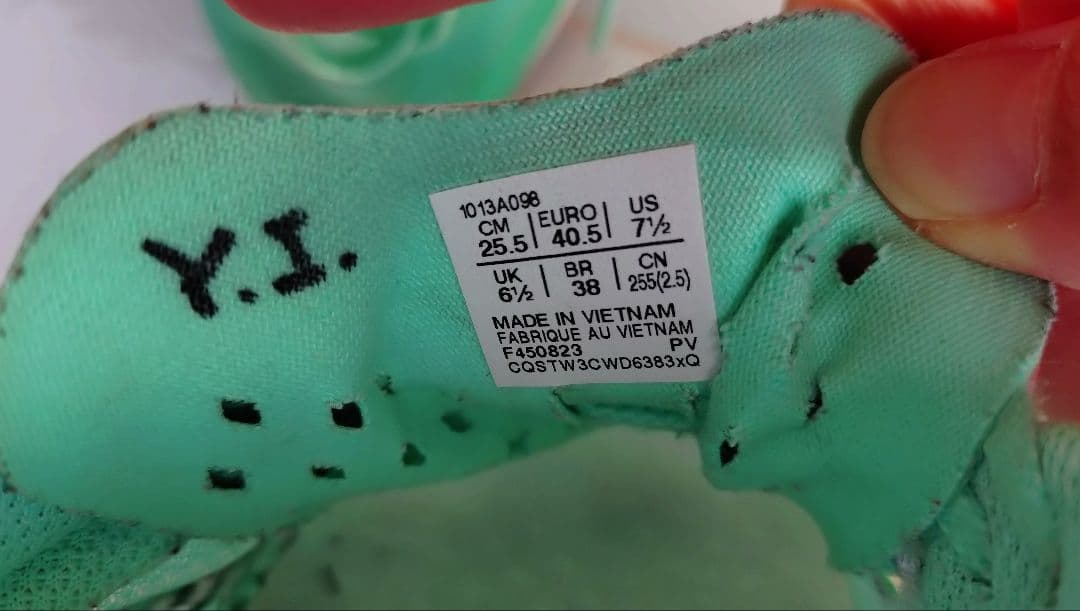 Y.I.
1013A098
CM | EURO | US
25.5 | 40.5 | 7½
UK | BR | CN
6½ | 38 | 255(2.5)
MADE IN VIETNAM
FABRIQUE AU VIETNAM
F450823 PV
CQSTW3CWD6383xQ